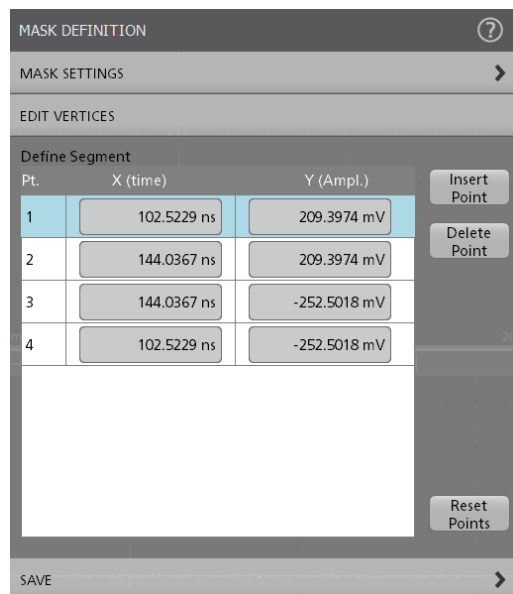 MASK DEFINITION ?
MASK SETTINGS
EDIT VERTICES
Define Segment
Pt. X (time) Y (Ampl.)
1 102.5229 ns 209.3974 mV
2 144.0367 ns 209.3974 mV
3 144.0367 ns -252.5018 mV
4 102.5229 ns -252.5018 mV
Insert
Point
Delete
Point
Reset
Points
SAVE